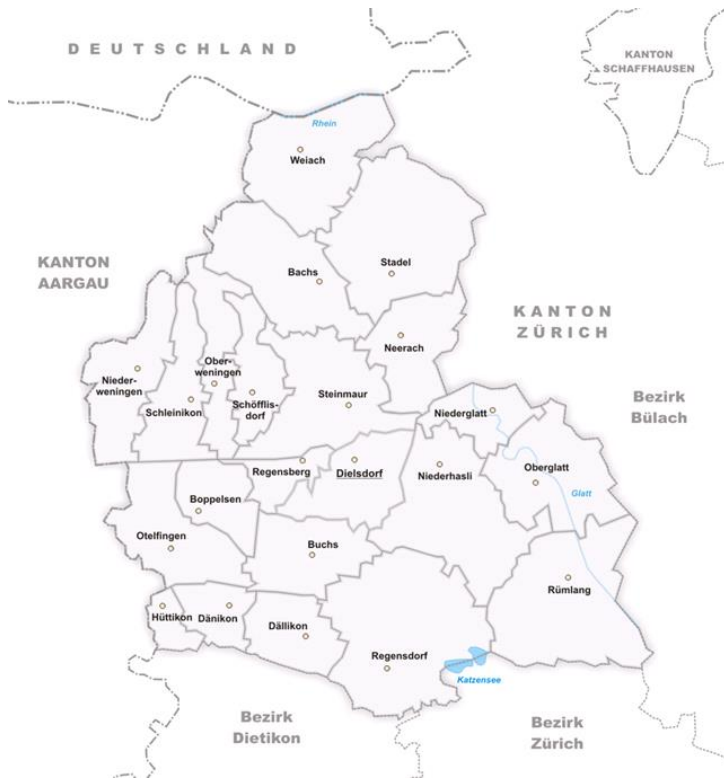 DEUTSCHLAND
KANTON
SCHAFFHAUSEN
Rhein
Weiach
KANTON
AARGAU
Bachs
Stadel
KANTON
ZÜRICH
Neerach
Nieder-
weningen
Schleinikon
Ober-
weningen
Schöfflis-
dorf
Steinmaur
Niederglatt
Bezirk
Bülach
Regensberg
Dielsdorf
Niederhasli
Oberglatt
Glatt
Boppelsen
Otelfingen
Buchs
Rümlang
Hüttikon
Dänikon
Dällikon
Regensdorf
Katzensee
Bezirk
Dietikon
Bezirk
Zürich